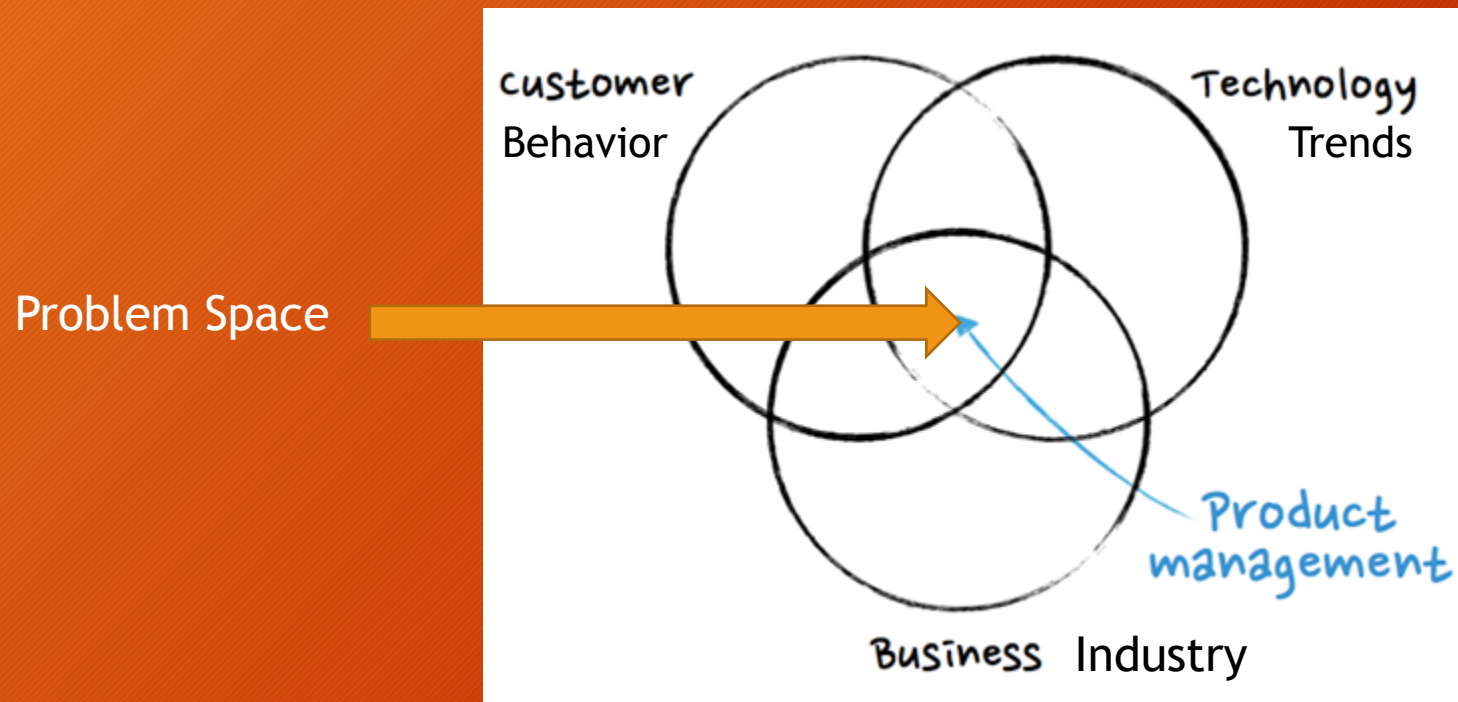 Customer
Behavior
Technology
Trends
Problem Space
Product
management
Business Industry